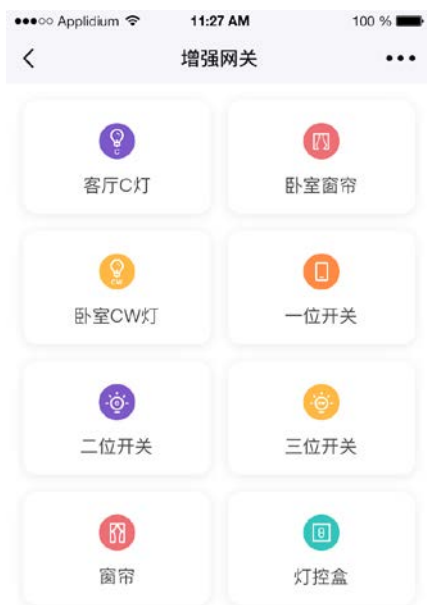 Applidium 11:27 AM 100 %
增强网关
客厅C灯 卧室窗帘
卧室CW灯 一位开关
二位开关 三位开关
窗帘 灯控盒